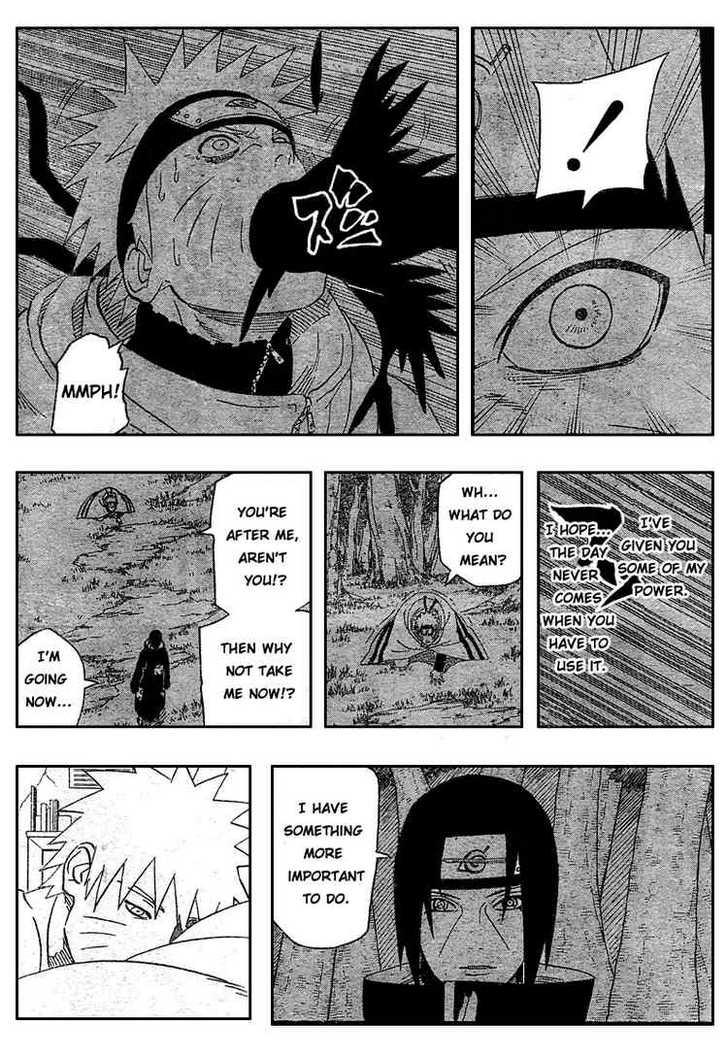 !
MMPH!
I'VE
GIVEN YOU
SOME OF MY
POWER.
I HOPE...
THE DAY
NEVER
COMES
WHEN YOU
HAVE TO
USE IT.
WH...
WHAT DO
YOU
MEAN?
YOU'RE
AFTER ME,
AREN'T
YOU!?
THEN WHY
NOT TAKE
ME NOW!?
I'M
GOING
NOW...
I HAVE
SOMETHING
MORE
IMPORTANT
TO DO.